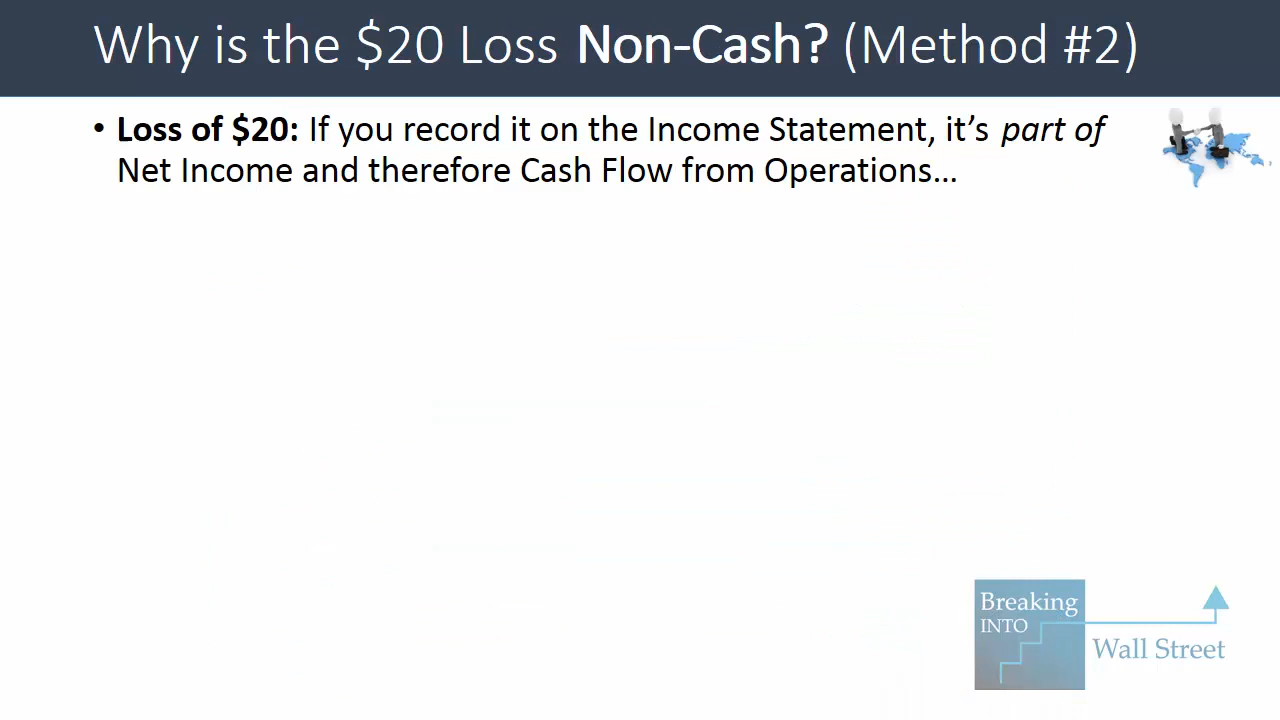 Why is the $20 Loss Non-Cash? (Method #2)
• Loss of $20: If you record it on the Income Statement, it’s part of
Net Income and therefore Cash Flow from Operations…
Breaking
INTO
Wall Street